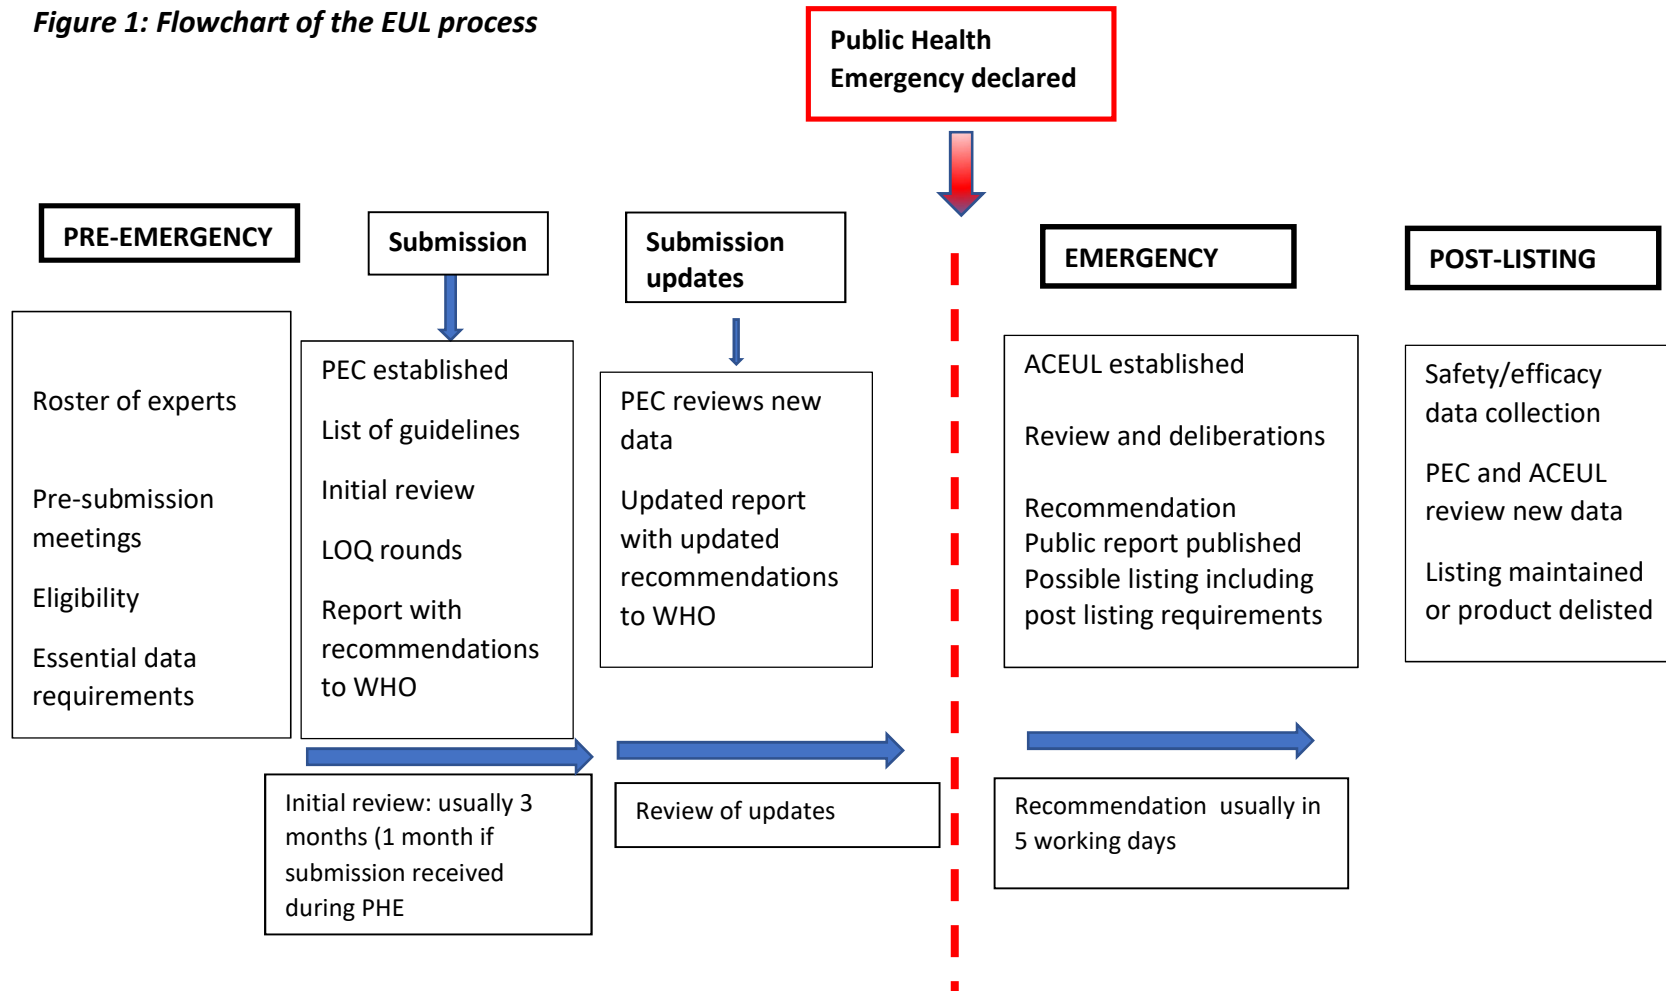 Figure 1: Flowchart of the EUL process
Public Health
Emergency declared
PRE-EMERGENCY
Submission
Submission
updates
EMERGENCY
POST-LISTING
Roster of experts
Pre-submission
meetings
Eligibility
Essential data
requirements
PEC established
List of guidelines
Initial review
LOQ rounds
Report with
recommendations
to WHO
PEC reviews new
data
Updated report
with updated
recommendations
to WHO
ACEUL established
Review and deliberations
Recommendation
Public report published
Possible listing including
post listing requirements
Safety/efficacy
data collection
PEC and ACEUL
review new data
Listing maintained
or product delisted
Initial review: usually 3
months (1 month if
submission received
during PHE
Review of updates
Recommendation usually in
5 working days